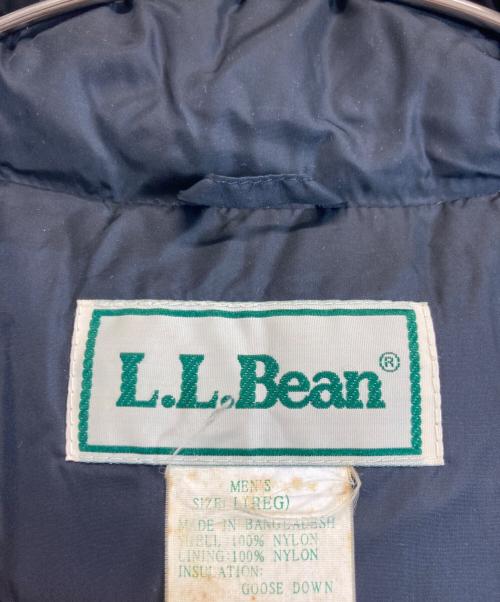 L.L.Bean®
MEN'S
SIZE: L(REG)
MADE IN BANGLADESH
SHELL:100% NYLON
LINING:100% NYLON
INSULATION:
GOOSE DOWN